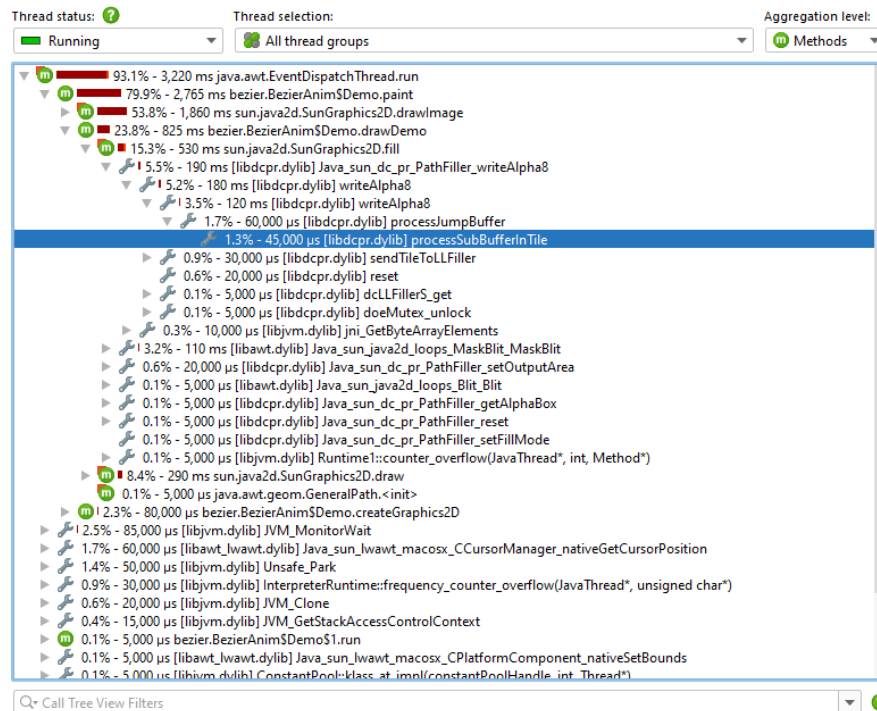 Thread status: ? Thread selection: Aggregation level:
Running All thread groups m Methods
m 93.1% - 3,220 ms java.awt.EventDispatchThread.run
m 79.9% - 2,765 ms bezier.BezierAnim$Demo.paint
m 53.8% - 1,860 ms sun.java2d.SunGraphics2D.drawImage
m 23.8% - 825 ms bezier.BezierAnim$Demo.drawDemo
m 15.3% - 530 ms sun.java2d.SunGraphics2D.fill
5.5% - 190 ms [libdcpr.dylib] Java_sun_dc_pr_PathFiller_writeAlpha8
5.2% - 180 ms [libdcpr.dylib] writeAlpha8
3.5% - 120 ms [libdcpr.dylib] writeAlpha8
1.7% - 60,000 µs [libdcpr.dylib] processJumpBuffer
1.3% - 45,000 µs [libdcpr.dylib] processSubBufferInTile
0.9% - 30,000 µs [libdcpr.dylib] sendTileToLLFiller
0.6% - 20,000 µs [libdcpr.dylib] reset
0.1% - 5,000 µs [libdcpr.dylib] dcLLFillerS_get
0.1% - 5,000 µs [libdcpr.dylib] doeMutex_unlock
0.3% - 10,000 µs [libjvm.dylib] jni_GetByteArrayElements
3.2% - 110 ms [libawt.dylib] Java_sun_java2d_loops_MaskBlit_MaskBlit
0.6% - 20,000 µs [libdcpr.dylib] Java_sun_dc_pr_PathFiller_setOutputArea
0.1% - 5,000 µs [libawt.dylib] Java_sun_java2d_loops_Blit_Blit
0.1% - 5,000 µs [libdcpr.dylib] Java_sun_dc_pr_PathFiller_getAlphaBox
0.1% - 5,000 µs [libdcpr.dylib] Java_sun_dc_pr_PathFiller_reset
0.1% - 5,000 µs [libdcpr.dylib] Java_sun_dc_pr_PathFiller_setFillMode
0.1% - 5,000 µs [libjvm.dylib] Runtime1::counter_overflow(JavaThread*, int, Method*)
m 8.4% - 290 ms sun.java2d.SunGraphics2D.draw
m 0.1% - 5,000 µs java.awt.geom.GeneralPath.<init>
m 2.3% - 80,000 µs bezier.BezierAnim$Demo.createGraphics2D
2.5% - 85,000 µs [libjvm.dylib] JVM_MonitorWait
1.7% - 60,000 µs [libawt_lwawt.dylib] Java_sun_lwawt_macosx_CCursorManager_nativeGetCursorPosition
1.4% - 50,000 µs [libjvm.dylib] Unsafe_Park
0.9% - 30,000 µs [libjvm.dylib] InterpreterRuntime::frequency_counter_overflow(JavaThread*, unsigned char*)
0.6% - 20,000 µs [libjvm.dylib] JVM_Clone
0.4% - 15,000 µs [libjvm.dylib] JVM_GetStackAccessControlContext
m 0.1% - 5,000 µs bezier.BezierAnim$Demo$1.run
0.1% - 5,000 µs [libawt_lwawt.dylib] Java_sun_lwawt_macosx_CPlatformComponent_nativeSetBounds
0.1% - 5,000 µs [libjvm.dylib] ConstantPool::klass_at_impl(constantPoolHandle, int, Thread*)
Call Tree View Filters